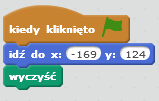 kiedy kliknięto
idź do x: -169 y: 124
wyczyść